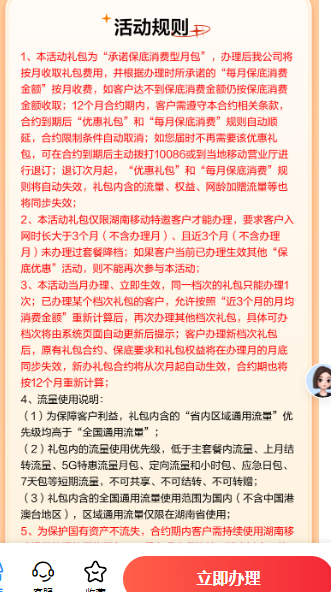 活动规则
1、本活动礼包为“承诺保底消费型月包”，办理后我公司将
按月收取礼包费用，并根据办理时所承诺的“每月保底消费
金额”按月收费，如客户达不到保底消费金额仍按保底消费
金额收取；12个月合约期内，客户需遵守本合约相关条款，
合约到期后“优惠礼包”和“每月保底消费”规则自动顺
延，合约限制条件自动取消；如您届时不再需要该优惠礼
包，可在合约到期后主动拨打10086或到当地移动营业厅进
行退订；退订次月起，“优惠礼包”和“每月保底消费”规
则将自动失效，礼包内含的流量、权益、网龄加赠流量等也
将同步失效；
2、本活动礼包仅限湖南移动特邀客户才能办理，要求客户入
网时长大于3个月（不含办理月）、且近3个月（不含办理
月）未办理过套餐降档；如果客户当前已办理生效其他“保
底优惠”活动，则不能再次参与本活动；
3、本活动当月办理、立即生效，同一档次的礼包只能办理1
次；已办理某个档次礼包的客户，允许按照“近3个月的月均
消费金额”重新计算后，再次办理其他档次礼包，具体可办
档次将由系统页面自动更新后提示；客户办理新档次礼包
后，原有礼包合约、保底要求和礼包权益将在办理月的月底
同步失效，新办礼包合约将从次月起自动生效，合约期也将
按12个月重新计算；
4、流量使用说明：
（1）为保障客户利益，礼包内含的“省内区域通用流量”优
先级均高于“全国通用流量”；
（2）礼包内流量的使用优先级，低于主套餐内流量、上月结
转流量、5G特惠流量月包、定向流量和小时包、应急日包、
7天包等短期流量，不可共享、不可结转、不可转赠；
（3）礼包内含的全国通用流量使用范围为国内（不含中国港
澳台地区），区域通用流量仅限在湖南省使用；
5、为保护国有资产不流失，合约期内客户需持续使用湖南移
立即办理